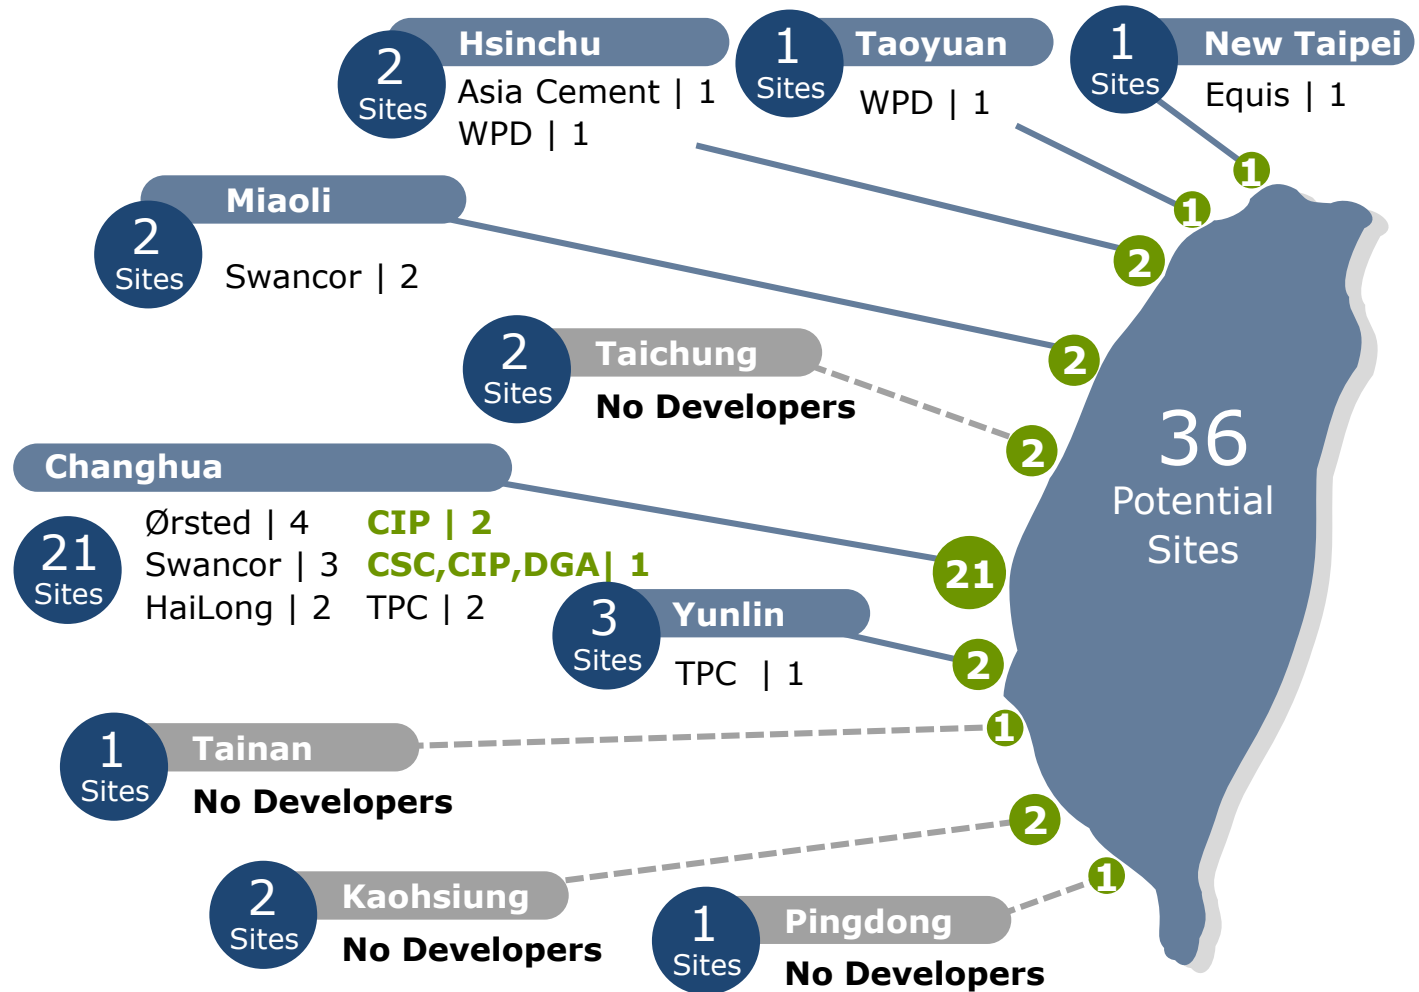 2
Sites
Hsinchu
Asia Cement | 1
WPD | 1
1
Sites
Taoyuan
WPD | 1
1
Sites
New Taipei
Equis | 1
1
1
2
2
Sites
Miaoli
Swancor | 2
2
2
Sites
Taichung
No Developers
2
36
Potential
Sites
Changhua
21
Sites
Ørsted | 4 CIP | 2
Swancor | 3 CSC,CIP,DGA| 1
HaiLong | 2 TPC | 2
21
3
Sites
Yunlin
TPC | 1
2
1
Sites
Tainan
No Developers
1
2
Sites
Kaohsiung
No Developers
2
1
Sites
Pingdong
No Developers
1